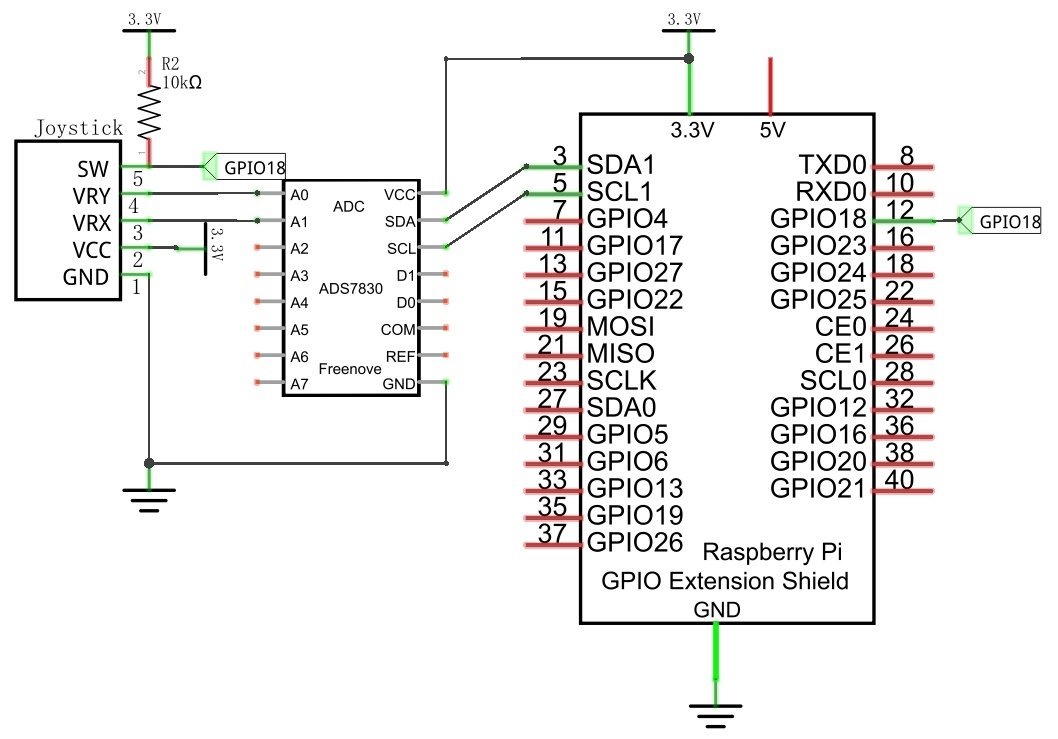 3.3V
2
R2
10kΩ
1
Joystick
SW
5
VRY
4
VRX
3
VCC
2
GND
1
GPIO18
3.3V
ADC
ADS7830
Freenove
A0
A1
A2
A3
A4
A5
A6
A7
VCC
SDA
SCL
D1
D0
COM
REF
GND
3.3V
3.3V
5V
3 SDA1
5 SCL1
7 GPIO4
11 GPIO17
13 GPIO27
15 GPIO22
19 MOSI
21 MISO
23 SCLK
27 SDA0
29 GPIO5
31 GPIO6
33 GPIO13
35 GPIO19
37 GPIO26
TXD0 8
RXD0 10
GPIO18 12
GPIO18
GPIO23 16
GPIO24 18
GPIO25 22
CE0 24
CE1 26
SCL0 28
GPIO12 32
GPIO16 36
GPIO20 38
GPIO21 40
Raspberry Pi
GPIO Extension Shield
GND